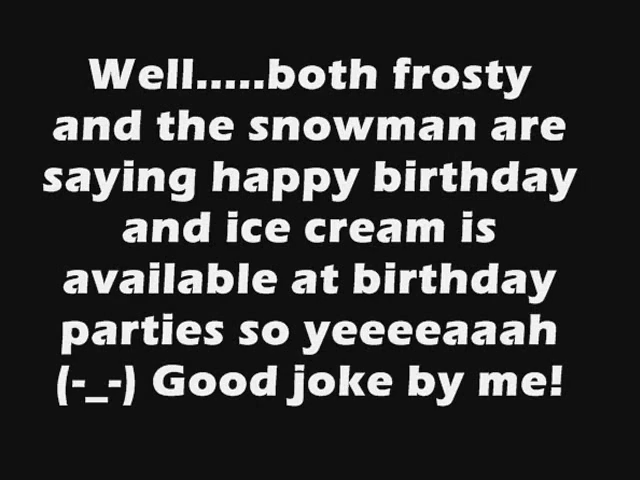 Well.....both frosty
and the snowman are
saying happy birthday
and ice cream is
available at birthday
parties so yeeeeaaah
(-_-) Good joke by me!